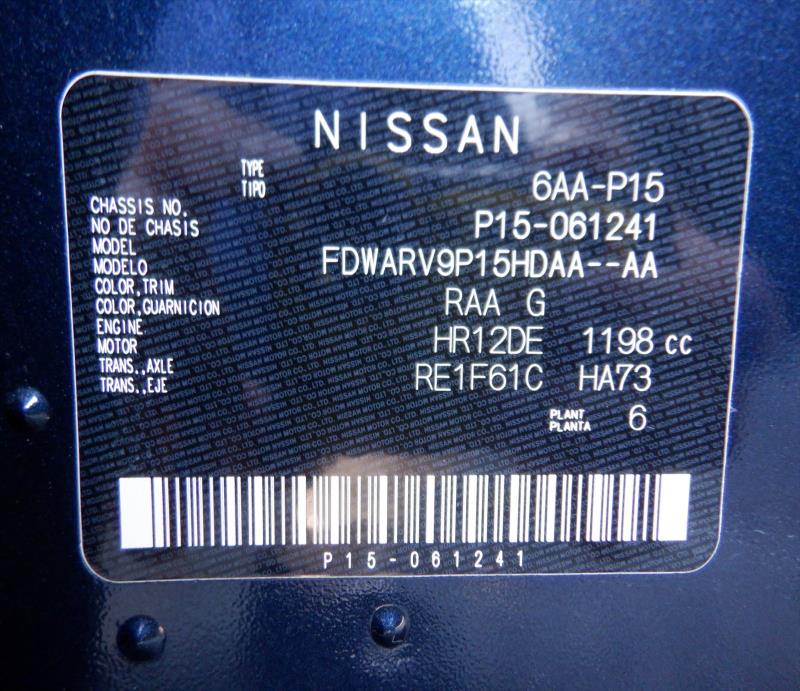 NISSAN
TYPE
TIPO
6AA-P15
CHASSIS NO.
NO DE CHASIS
P15-061241
MODEL
MODELO
FDWARV9P15HDAA--AA
COLOR,TRIM
COLOR,GUARNICION
RAA G
ENGINE
MOTOR
HR12DE 1198 cc
TRANS.,AXLE
TRANS.,EJE
RE1F61C HA73
PLANT
PLANTA
6
P15-061241